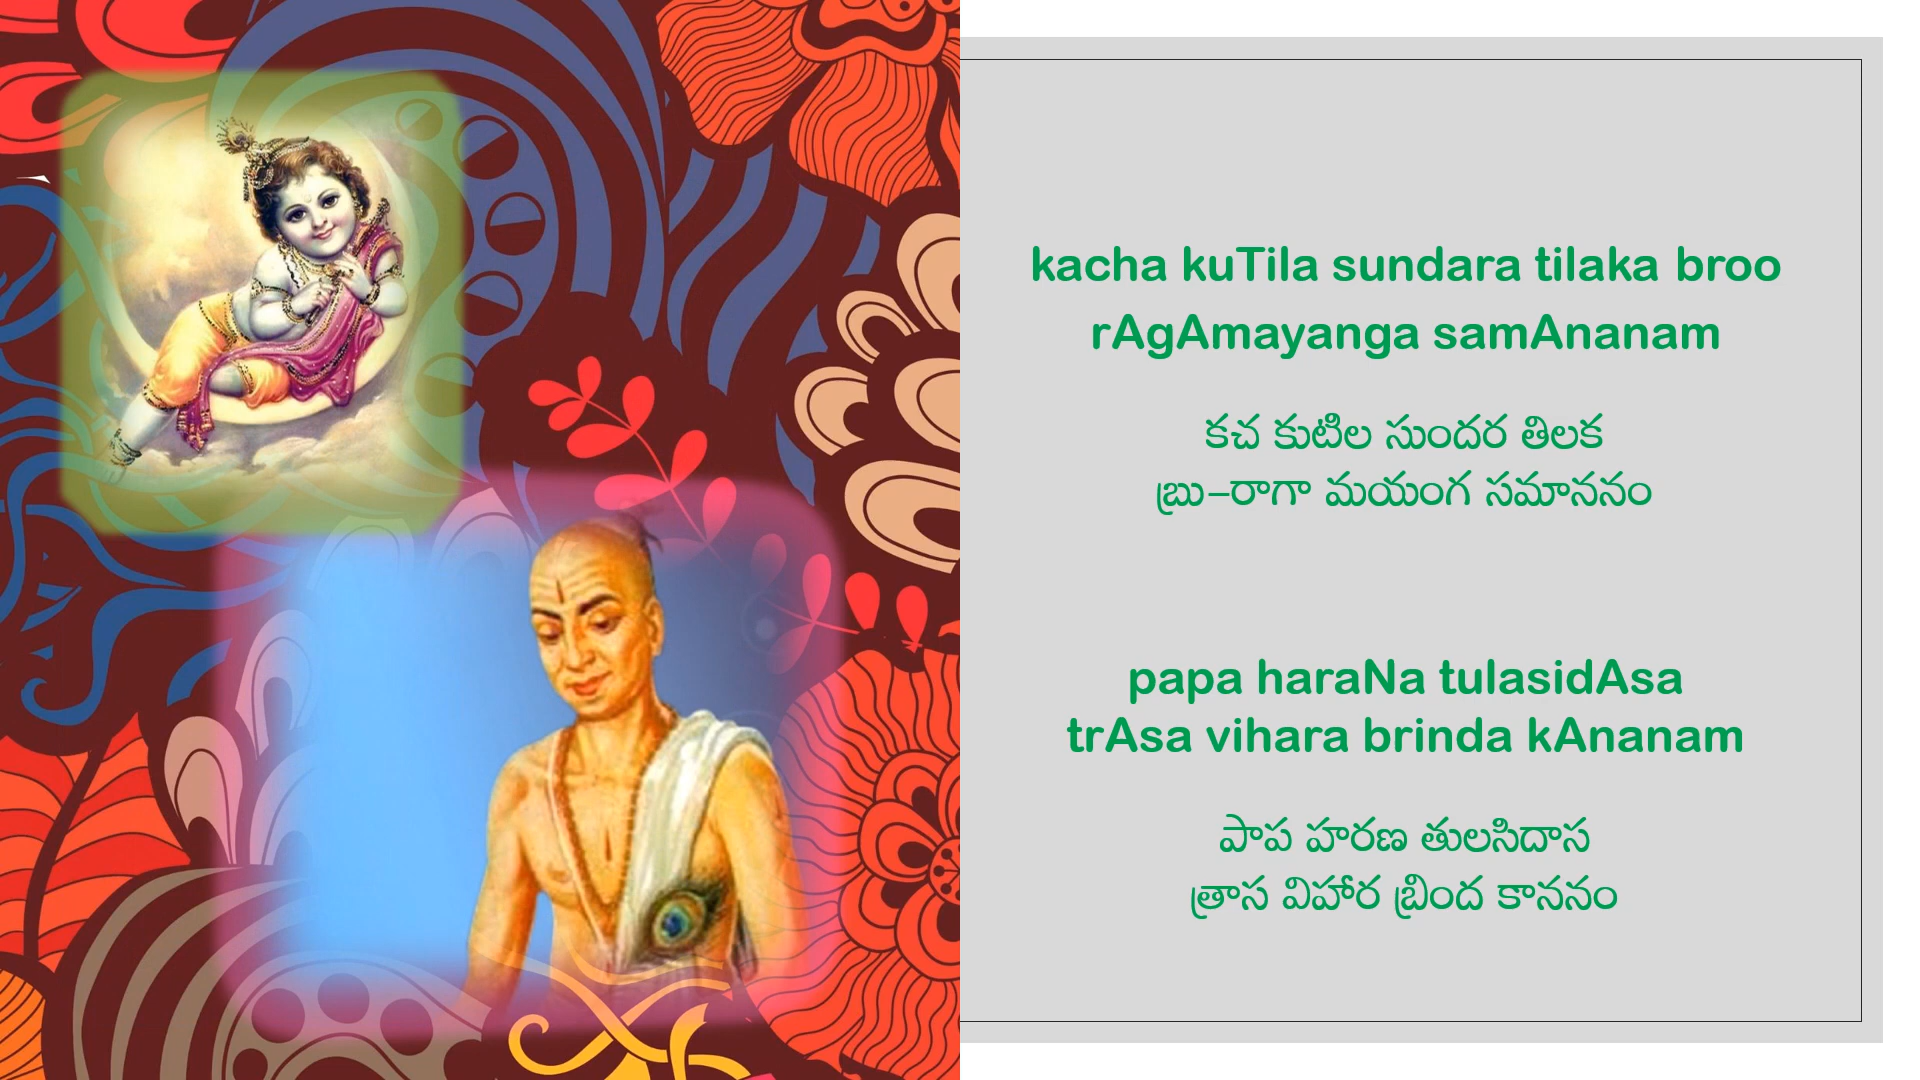 kacha kuTila sundara tilaka broo
rAgAmayanga samAnanam
కచ కుటిల సుందర తిలక
బ్రు-రాగా మయంగ సమాననం
papa haraNa tulasidAsa
trAsa vihara brinda kAnanam
పాప హరణ తులసిదాస
త్రాస విహార బ్రింద కాననం